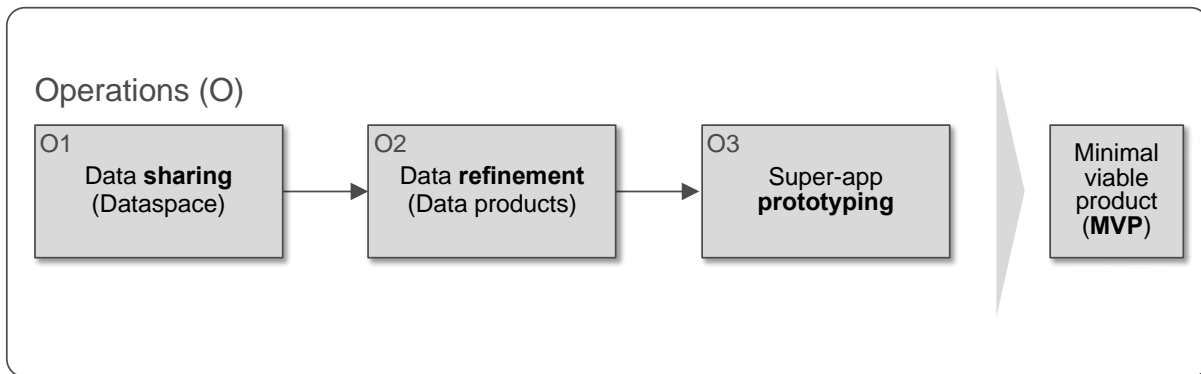 Operations (O)
O1
Data sharing
(Dataspace)
O2
Data refinement
(Data products)
O3
Super-app
prototyping
Minimal
viable
product
(MVP)